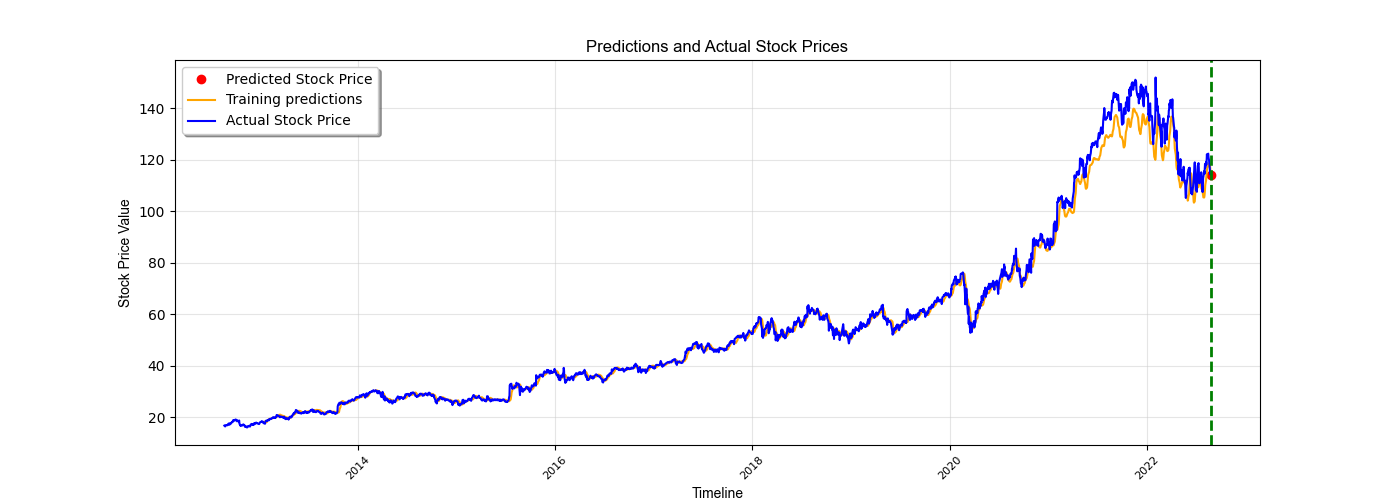 Predictions and Actual Stock Prices
Predicted Stock Price
Training predictions
Actual Stock Price
Stock Price Value
140
120
100
80
60
40
20
2014
2016
2018
2020
2022
Timeline